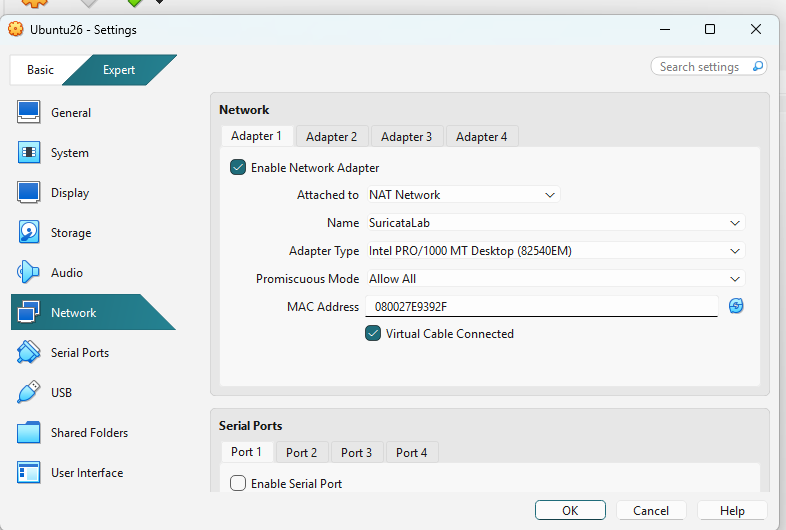 Ubuntu26 - Settings
Basic
Expert
Search settings
General
System
Display
Storage
Audio
Network
Serial Ports
USB
Shared Folders
User Interface
Network
Adapter 1
Adapter 2
Adapter 3
Adapter 4
Enable Network Adapter
Attached to NAT Network
Name SuricataLab
Adapter Type Intel PRO/1000 MT Desktop (82540EM)
Promiscuous Mode Allow All
MAC Address 080027E9392F
Virtual Cable Connected
Serial Ports
Port 1
Port 2
Port 3
Port 4
Enable Serial Port
OK
Cancel
Help